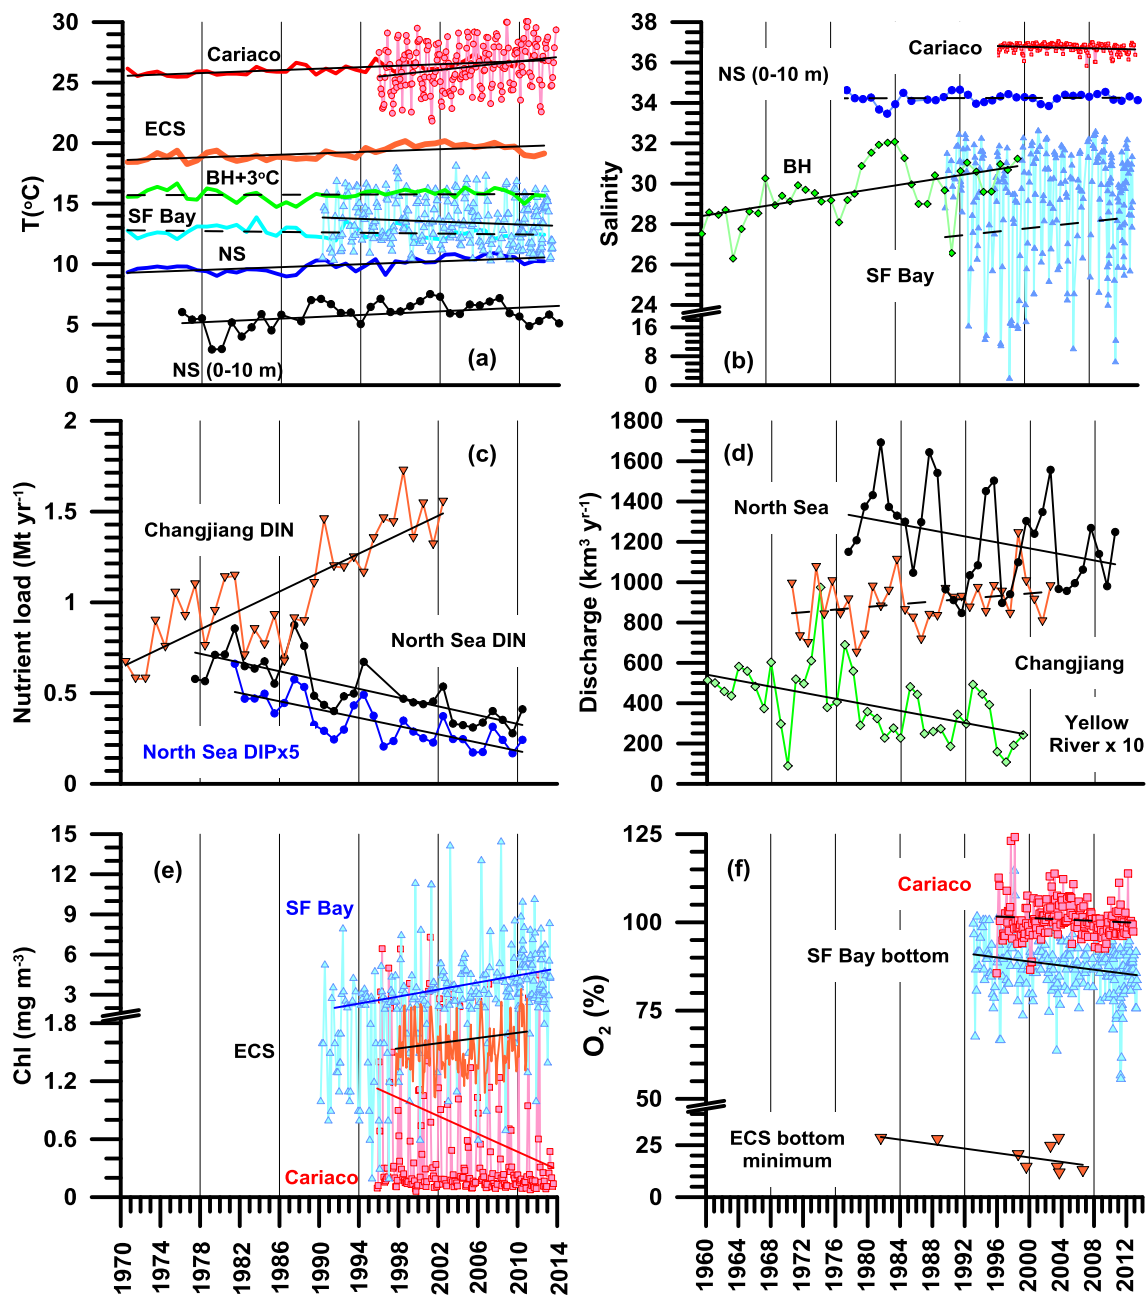 30
25
20
15
10
5
0
T(°C)
Cariaco
ECS
BH+3°C
SF Bay
NS
NS (0-10 m)
(a)
38
36
34
32
30
28
26
24
16
8
0
Salinity
Cariaco
NS (0-10 m)
BH
SF Bay
(b)
2
1.5
1
0.5
0
Nutrient load (Mt yr-1)
(c)
Changjiang DIN
North Sea DIN
North Sea DIPx5
1800
1600
1400
1200
1000
800
600
400
200
0
Discharge (km3 yr-1)
(d)
North Sea
Changjiang
Yellow
River x 10
15
12
9
6
3
1.8
1.2
0.6
0
Chl (mg m-3)
(e)
SF Bay
ECS
Cariaco
1970
1974
1978
1982
1986
1990
1994
1998
2002
2006
2010
2014
125
100
75
50
25
0
O2 (%)
(f)
Cariaco
SF Bay bottom
ECS bottom
minimum
1960
1964
1968
1972
1976
1980
1984
1988
1992
1996
2000
2004
2008
2012